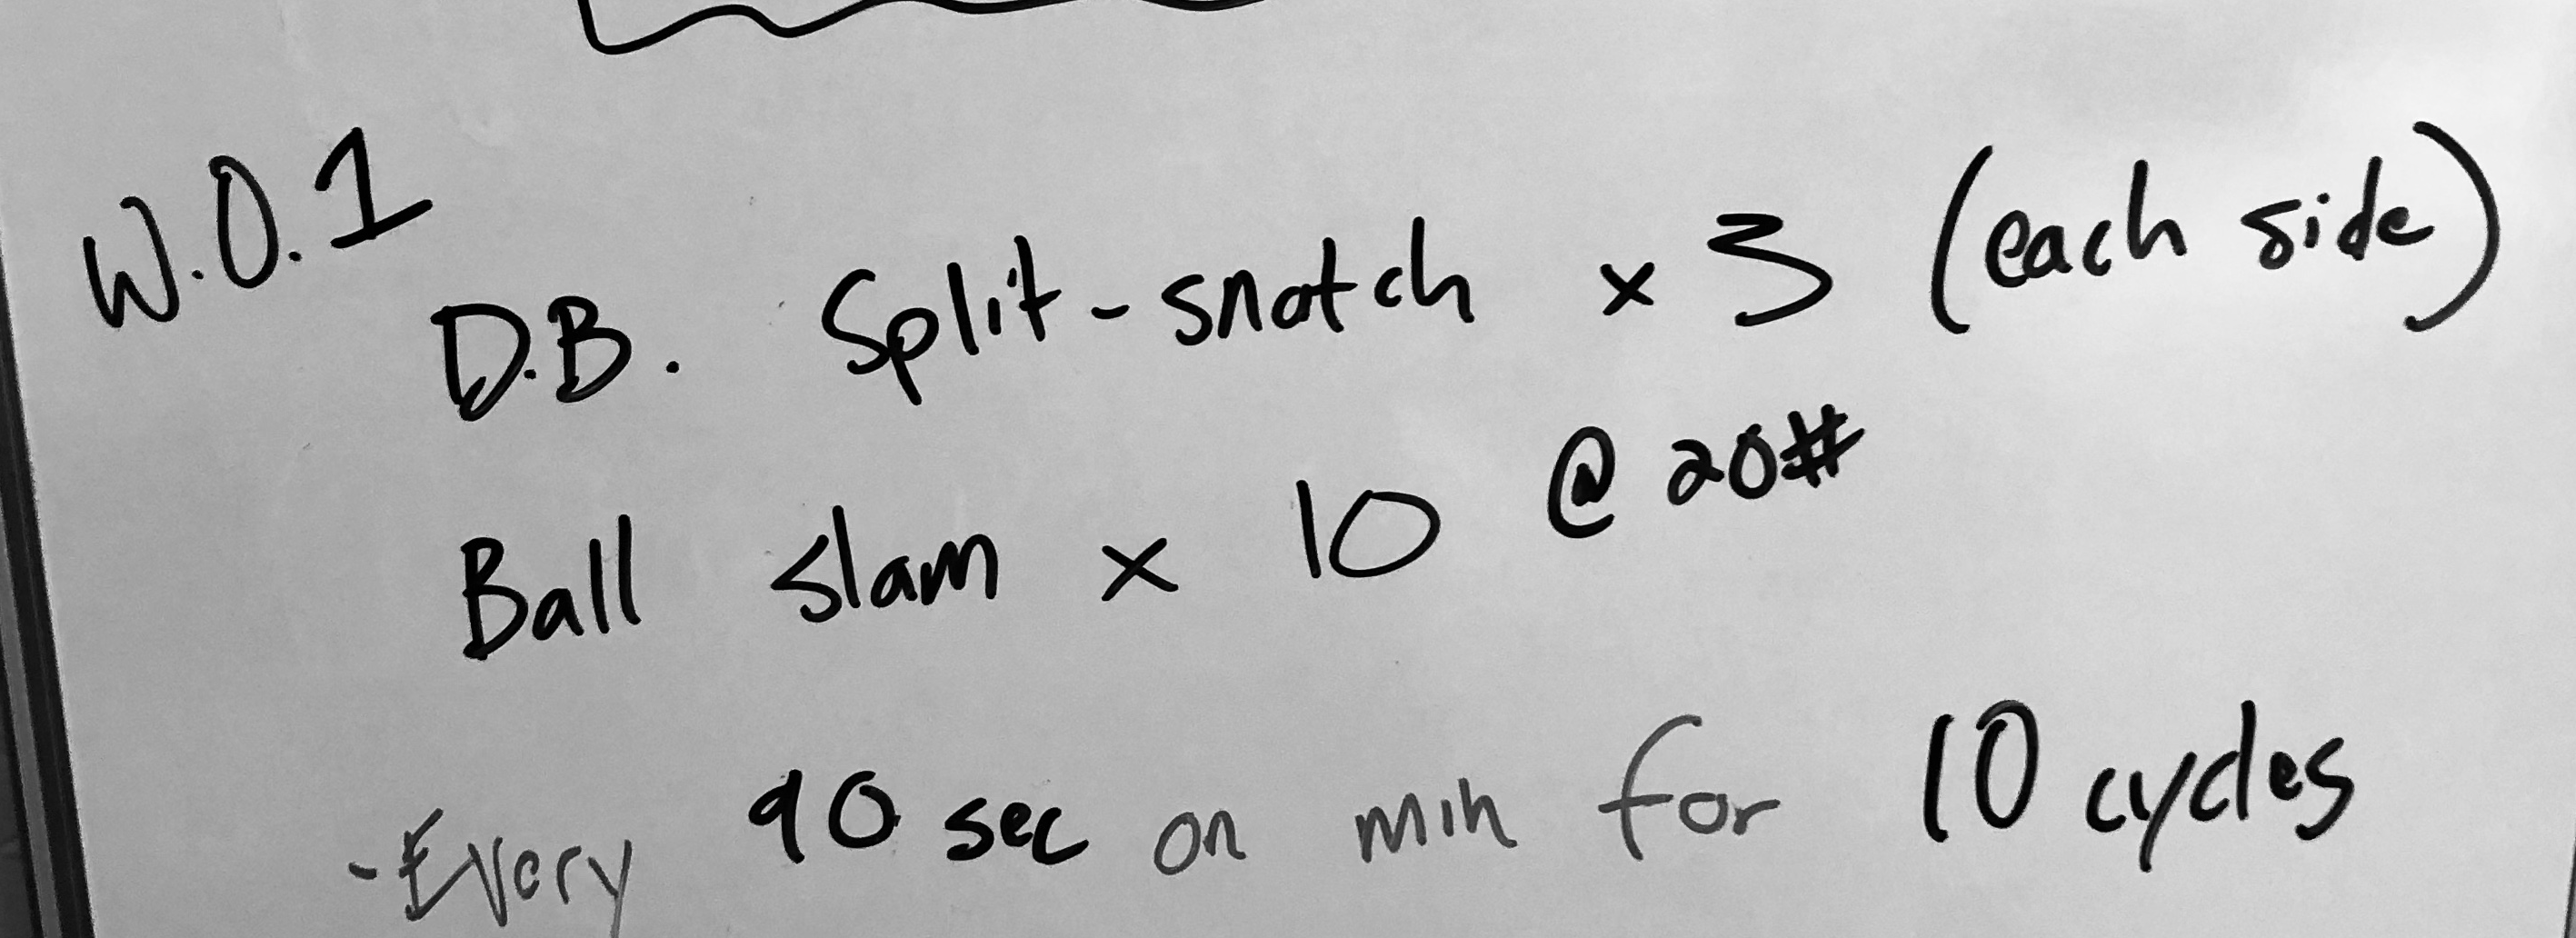 W.O.1
D.B. Split-snatch x 3 (each side)
Ball slam x 10 @ 20#
-Every 90 sec on min for 10 cycles